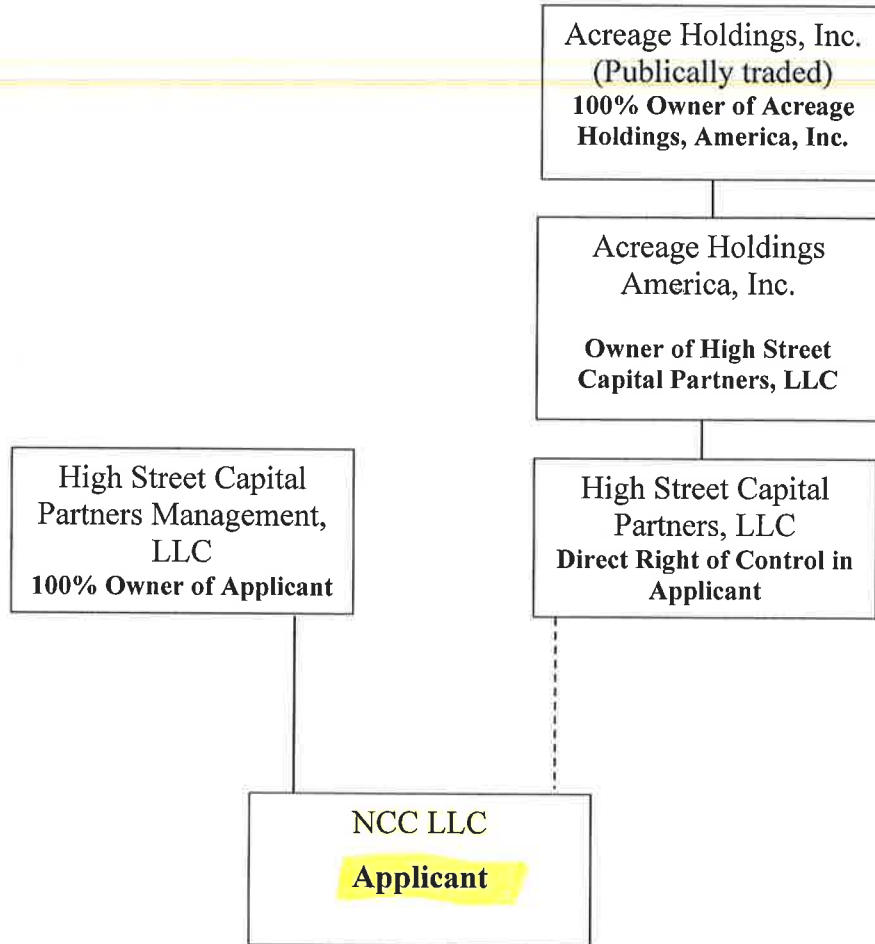 Acreage Holdings, Inc.
(Publically traded)
100% Owner of Acreage
Holdings, America, Inc.
Acreage Holdings
America, Inc.
Owner of High Street
Capital Partners, LLC
High Street Capital
Partners Management,
LLC
100% Owner of Applicant
High Street Capital
Partners, LLC
Direct Right of Control in
Applicant
NCC LLC
Applicant